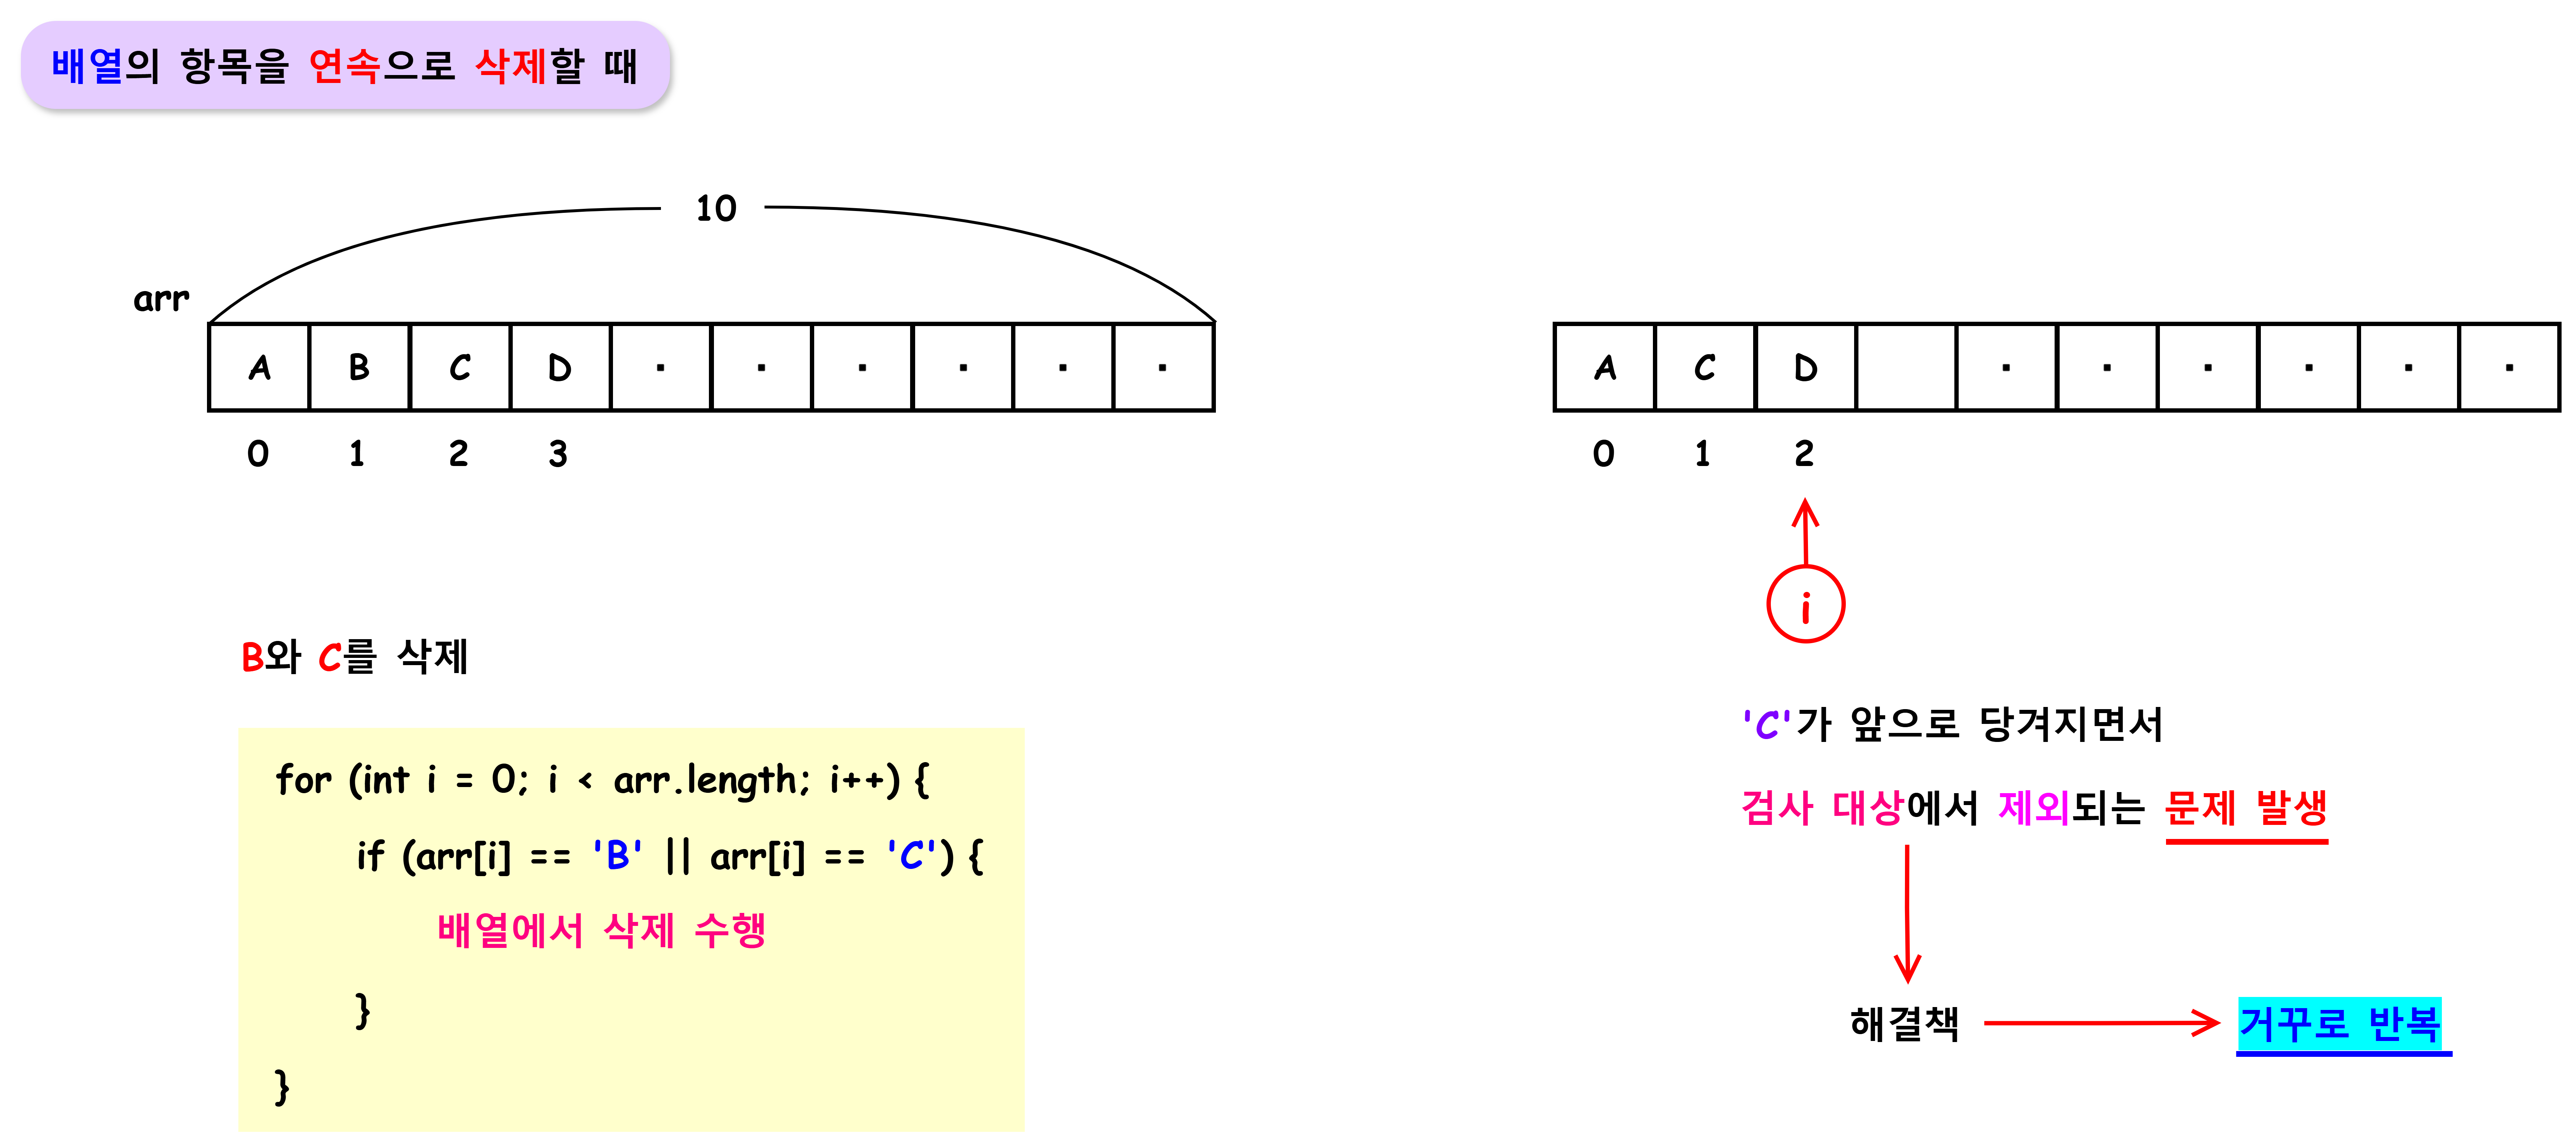 배열의 항목을 연속으로 삭제할 때
10
arr
A B C D · · · · · ·
0 1 2 3
B와 C를 삭제
for (int i = 0; i < arr.length; i++) {
if (arr[i] == 'B' || arr[i] == 'C') {
배열에서 삭제 수행
}
}
A C D · · · · · ·
0 1 2
i
'C'가 앞으로 당겨지면서
검사 대상에서 제외되는 문제 발생
해결책
거꾸로 반복